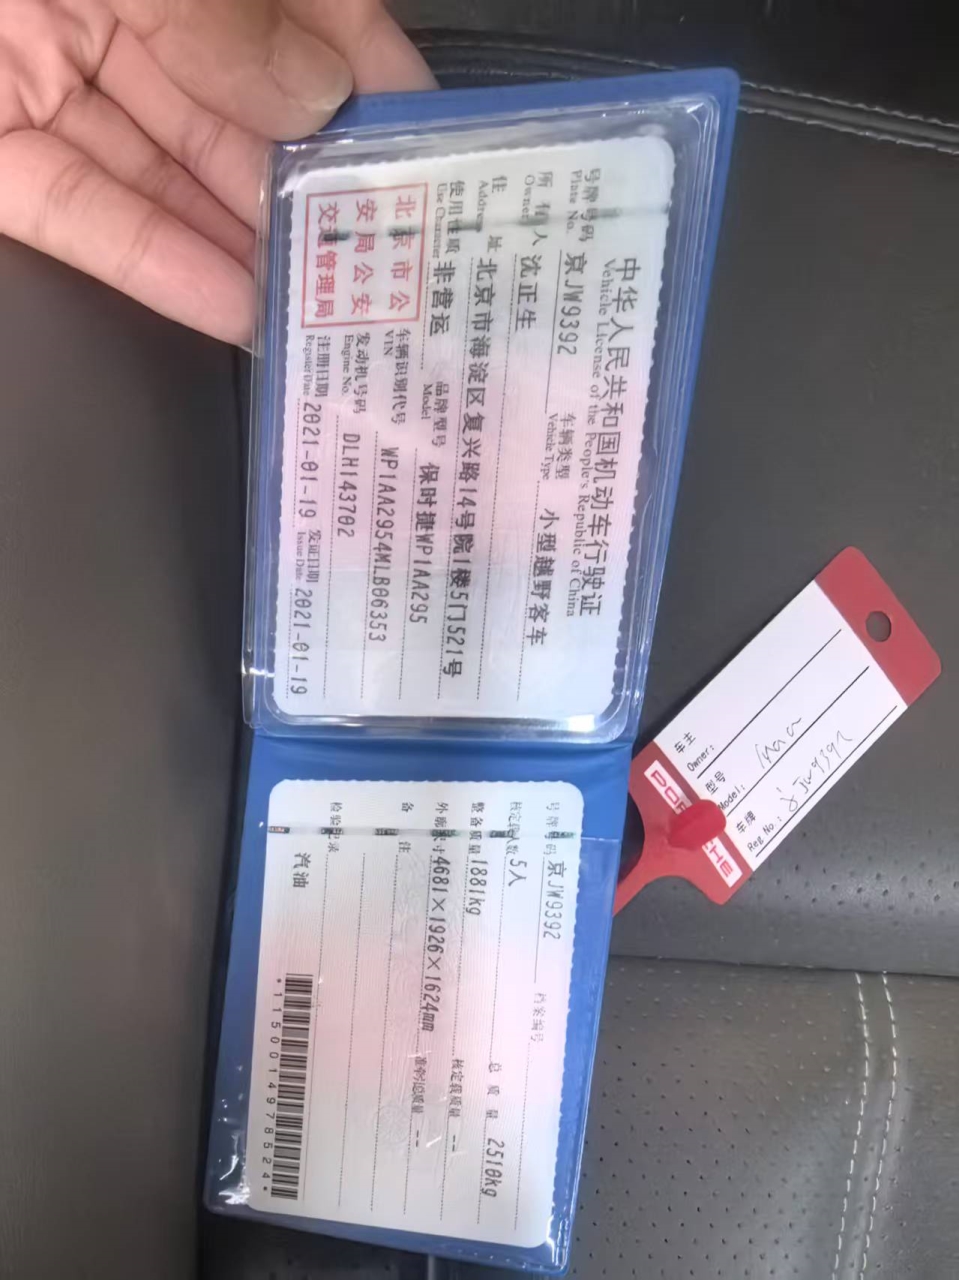 中华人民共和国机动车行驶证
Vehicle License of the People's Republic of China
号牌号码 京JW9392 车辆类型 小型越野客车
Plate No. Vehicle Type
所有人 沈正生
Owner
住址 北京市海淀区复兴路14号院1楼5门521号
Address
使用性质 非营运 品牌型号 保时捷WP1AA295
Use Character Model
北京市公安局公安交通管理局
车辆识别代号 WP1AA2954MLB06353
VIN
发动机号码 DLH143702
Engine No.
注册日期 2021-01-19 发证日期 2021-01-19
Register Date Issue Date
号牌号码 京JW9392 档案编号
核定载人数 5人 总质量 2510kg
整备质量 1881kg 核定载质量 --
外廓尺寸 4681×1926×1624mm 准牵引总质量 --
备注
检验记录
汽油
*1150014978524*
车主
Owner:
型号
Model:
车牌
Reg No.: JW9392